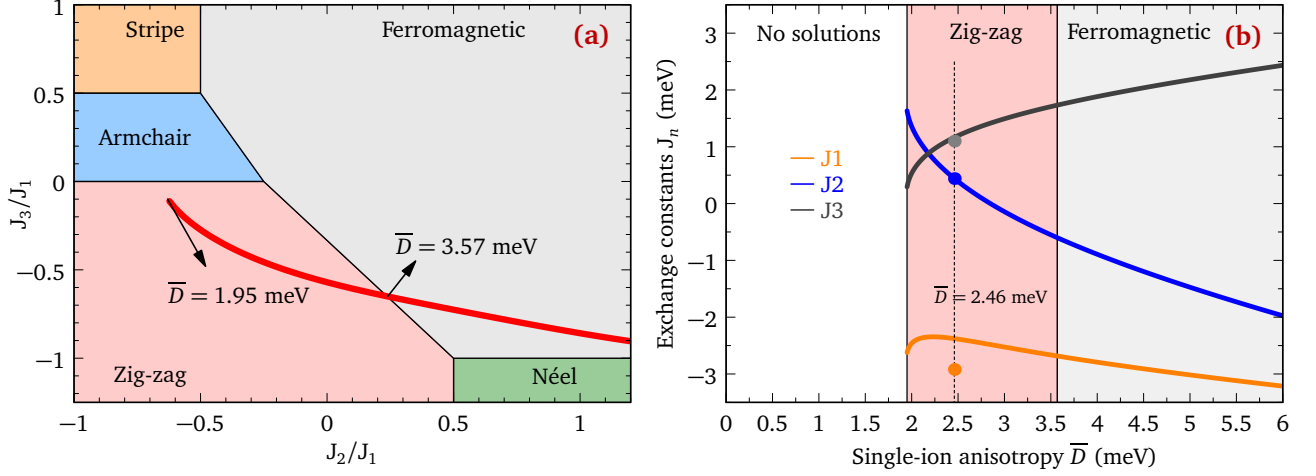 1
0.5
0
−0.5
−1
J₃/J₁
−1
−0.5
0
0.5
1
J₂/J₁
Stripe
Ferromagnetic
(a)
Armchair
D̅ = 3.57 meV
D̅ = 1.95 meV
Zig-zag
Néel
3
2
1
0
−1
−2
−3
Exchange constants Jₙ (meV)
0
0.5
1
1.5
2
2.5
3
3.5
4
4.5
5
5.5
6
Single-ion anisotropy D̅ (meV)
No solutions
Zig-zag
Ferromagnetic
(b)
J1
J2
J3
D̅ = 2.46 meV